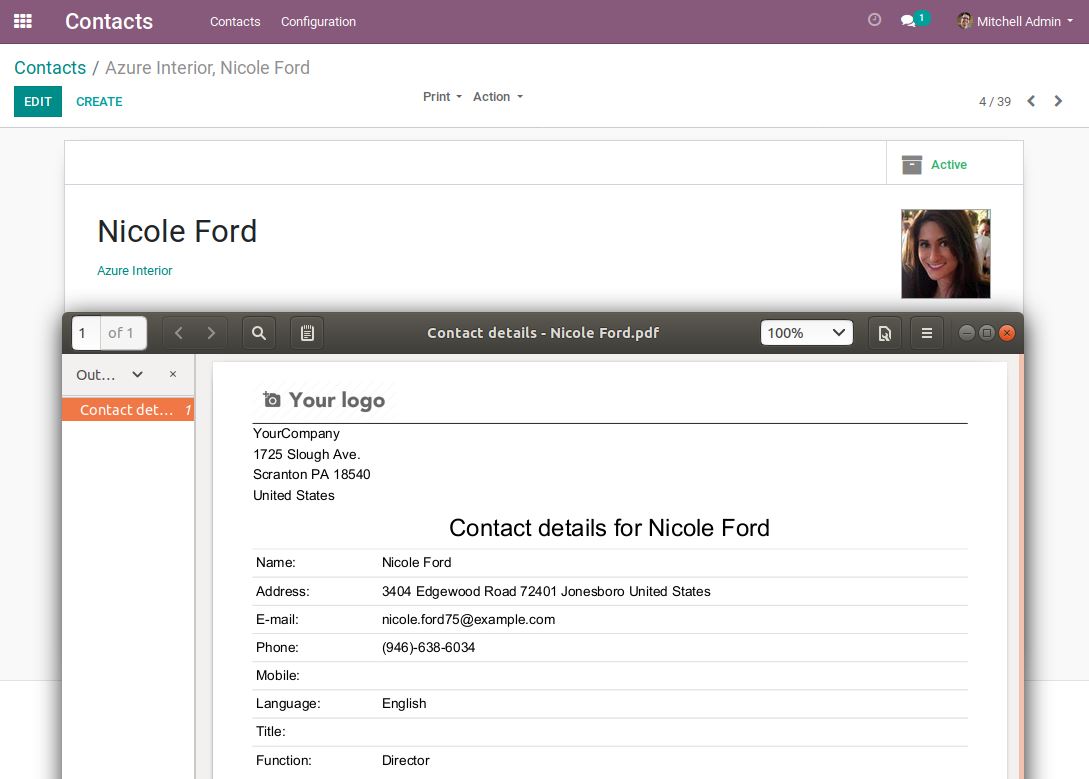 Contacts Contacts Configuration 1 Mitchell Admin
Contacts / Azure Interior, Nicole Ford
EDIT CREATE Print Action 4 / 39
Active
Nicole Ford
Azure Interior
1 of 1 Contact details - Nicole Ford.pdf 100%
Out...
Contact det... 1
Your logo
YourCompany
1725 Slough Ave.
Scranton PA 18540
United States
Contact details for Nicole Ford
Name: Nicole Ford
Address: 3404 Edgewood Road 72401 Jonesboro United States
E-mail: nicole.ford75@example.com
Phone: (946)-638-6034
Mobile:
Language: English
Title:
Function: Director